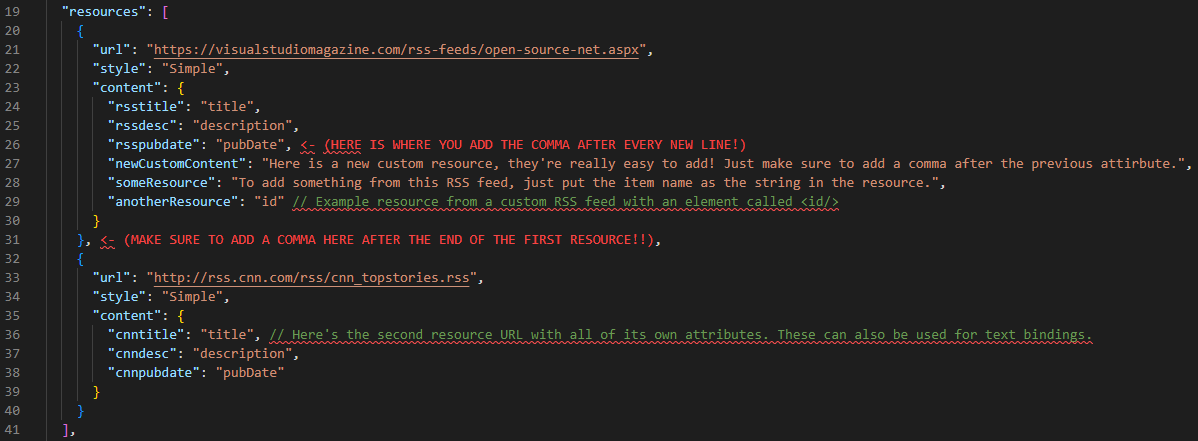 19 "resources": [
20 {
21 "url": "https://visualstudiomagazine.com/rss-feeds/open-source-net.aspx",
22 "style": "Simple",
23 "content": {
24 "rsstitle": "title",
25 "rssdesc": "description",
26 "rsspubdate": "pubDate", <- (HERE IS WHERE YOU ADD THE COMMA AFTER EVERY NEW LINE!)
27 "newCustomContent": "Here is a new custom resource, they're really easy to add! Just make sure to add a comma after the previous attirbute.",
28 "someResource": "To add something from this RSS feed, just put the item name as the string in the resource.",
29 "anotherResource": "id" // Example resource from a custom RSS feed with an element called <id/>
30 }
31 }, <- (MAKE SURE TO ADD A COMMA HERE AFTER THE END OF THE FIRST RESOURCE!!),
32 {
33 "url": "http://rss.cnn.com/rss/cnn_topstories.rss",
34 "style": "Simple",
35 "content": {
36 "cnntitle": "title", // Here's the second resource URL with all of its own attributes. These can also be used for text bindings.
37 "cnndesc": "description",
38 "cnnpubdate": "pubDate"
39 }
40 }
41 ],